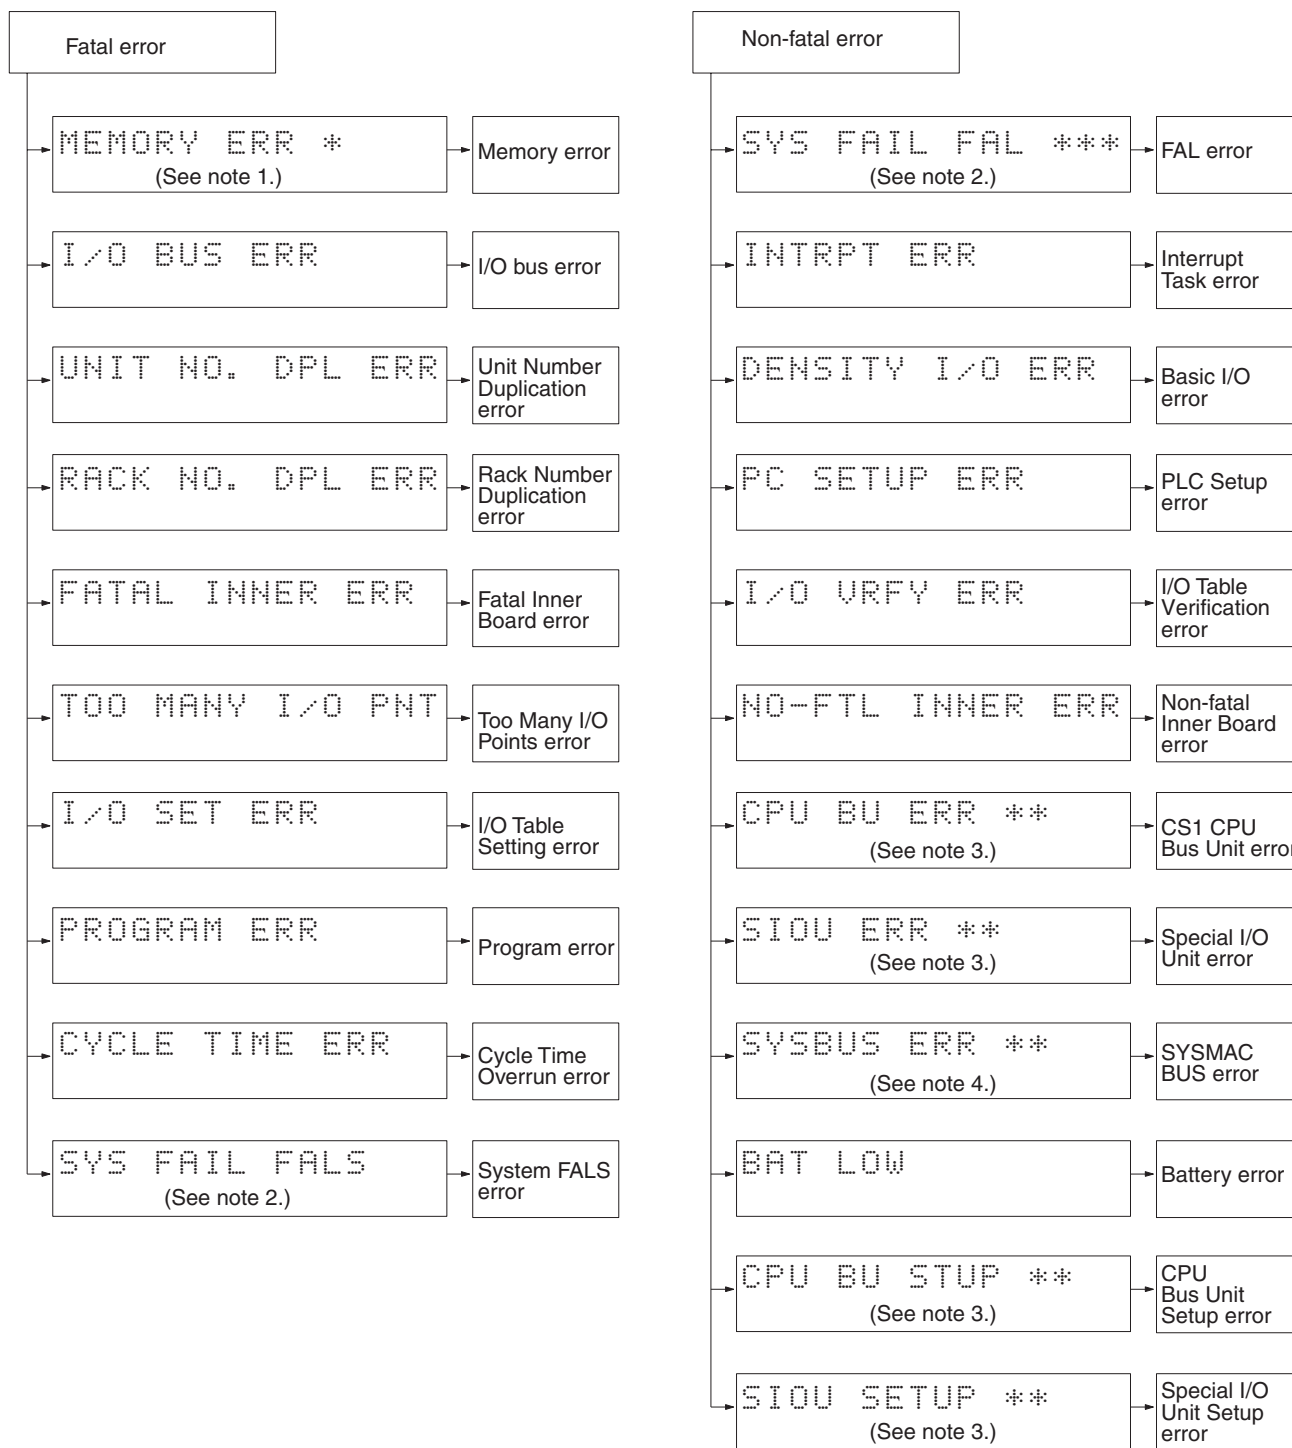 Fatal error
MEMORY ERR *
(See note 1.)
Memory error
I/O BUS ERR
I/O bus error
UNIT NO. DPL ERR
Unit Number
Duplication
error
RACK NO. DPL ERR
Rack Number
Duplication
error
FATAL INNER ERR
Fatal Inner
Board error
TOO MANY I/O PNT
Too Many I/O
Points error
I/O SET ERR
I/O Table
Setting error
PROGRAM ERR
Program error
CYCLE TIME ERR
Cycle Time
Overrun error
SYS FAIL FALS
(See note 2.)
System FALS
error
Non-fatal error
SYS FAIL FAL ***
(See note 2.)
FAL error
INTRPT ERR
Interrupt
Task error
DENSITY I/O ERR
Basic I/O
error
PC SETUP ERR
PLC Setup
error
I/O VRFY ERR
I/O Table
Verification
error
NO-FTL INNER ERR
Non-fatal
Inner Board
error
CPU BU ERR **
(See note 3.)
CS1 CPU
Bus Unit error
SIOU ERR **
(See note 3.)
Special I/O
Unit error
SYSBUS ERR **
(See note 4.)
SYSMAC
BUS error
BAT LOW
Battery error
CPU BU STUP **
(See note 3.)
CPU
Bus Unit
Setup error
SIOU SETUP **
(See note 3.)
Special I/O
Unit Setup
error